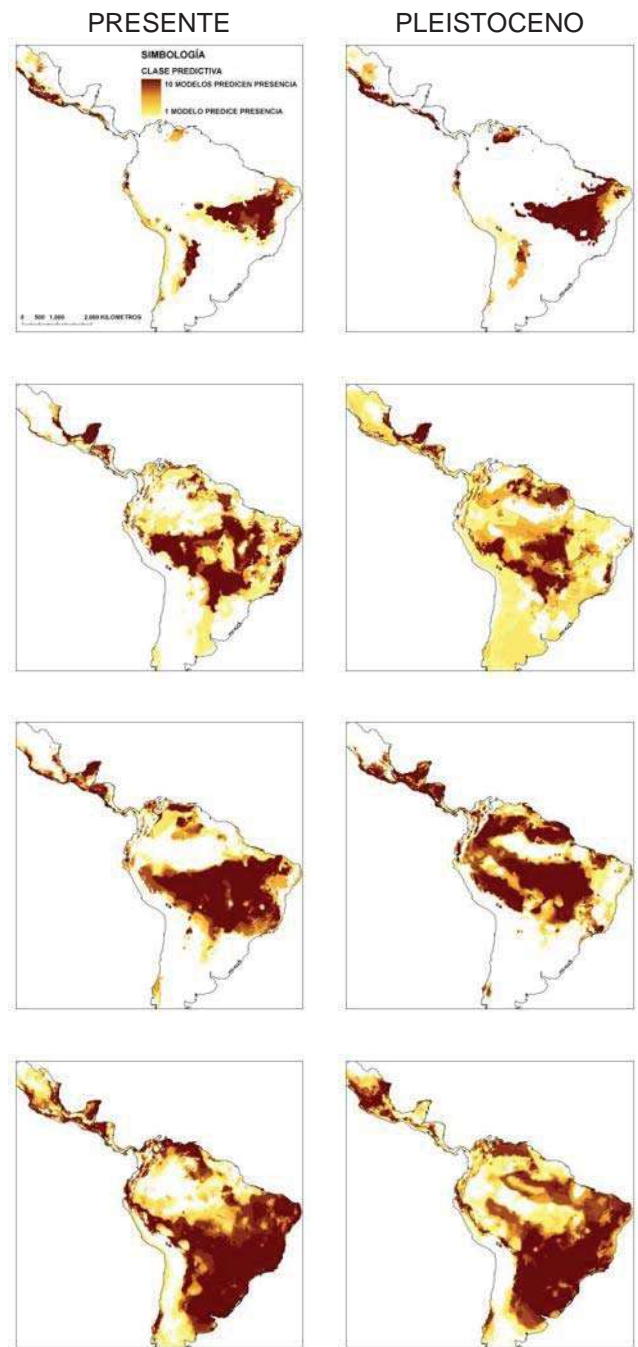 PRESENTE
PLEISTOCENO
SIMBOLOGÍA
CLASE PREDICTIVA
10 MODELOS PREDICEN PRESENCIA
1 MODELO PREDICE PRESENCIA
0 500 1,000 2,000 KILOMETROS